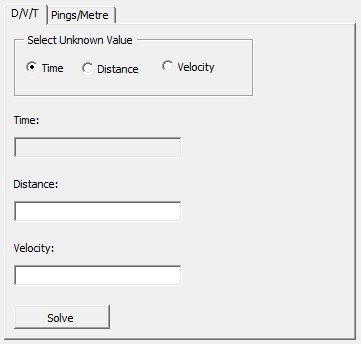 D/V/T Pings/Metre
Select Unknown Value
Time Distance Velocity
Time:
Distance:
Velocity:
Solve